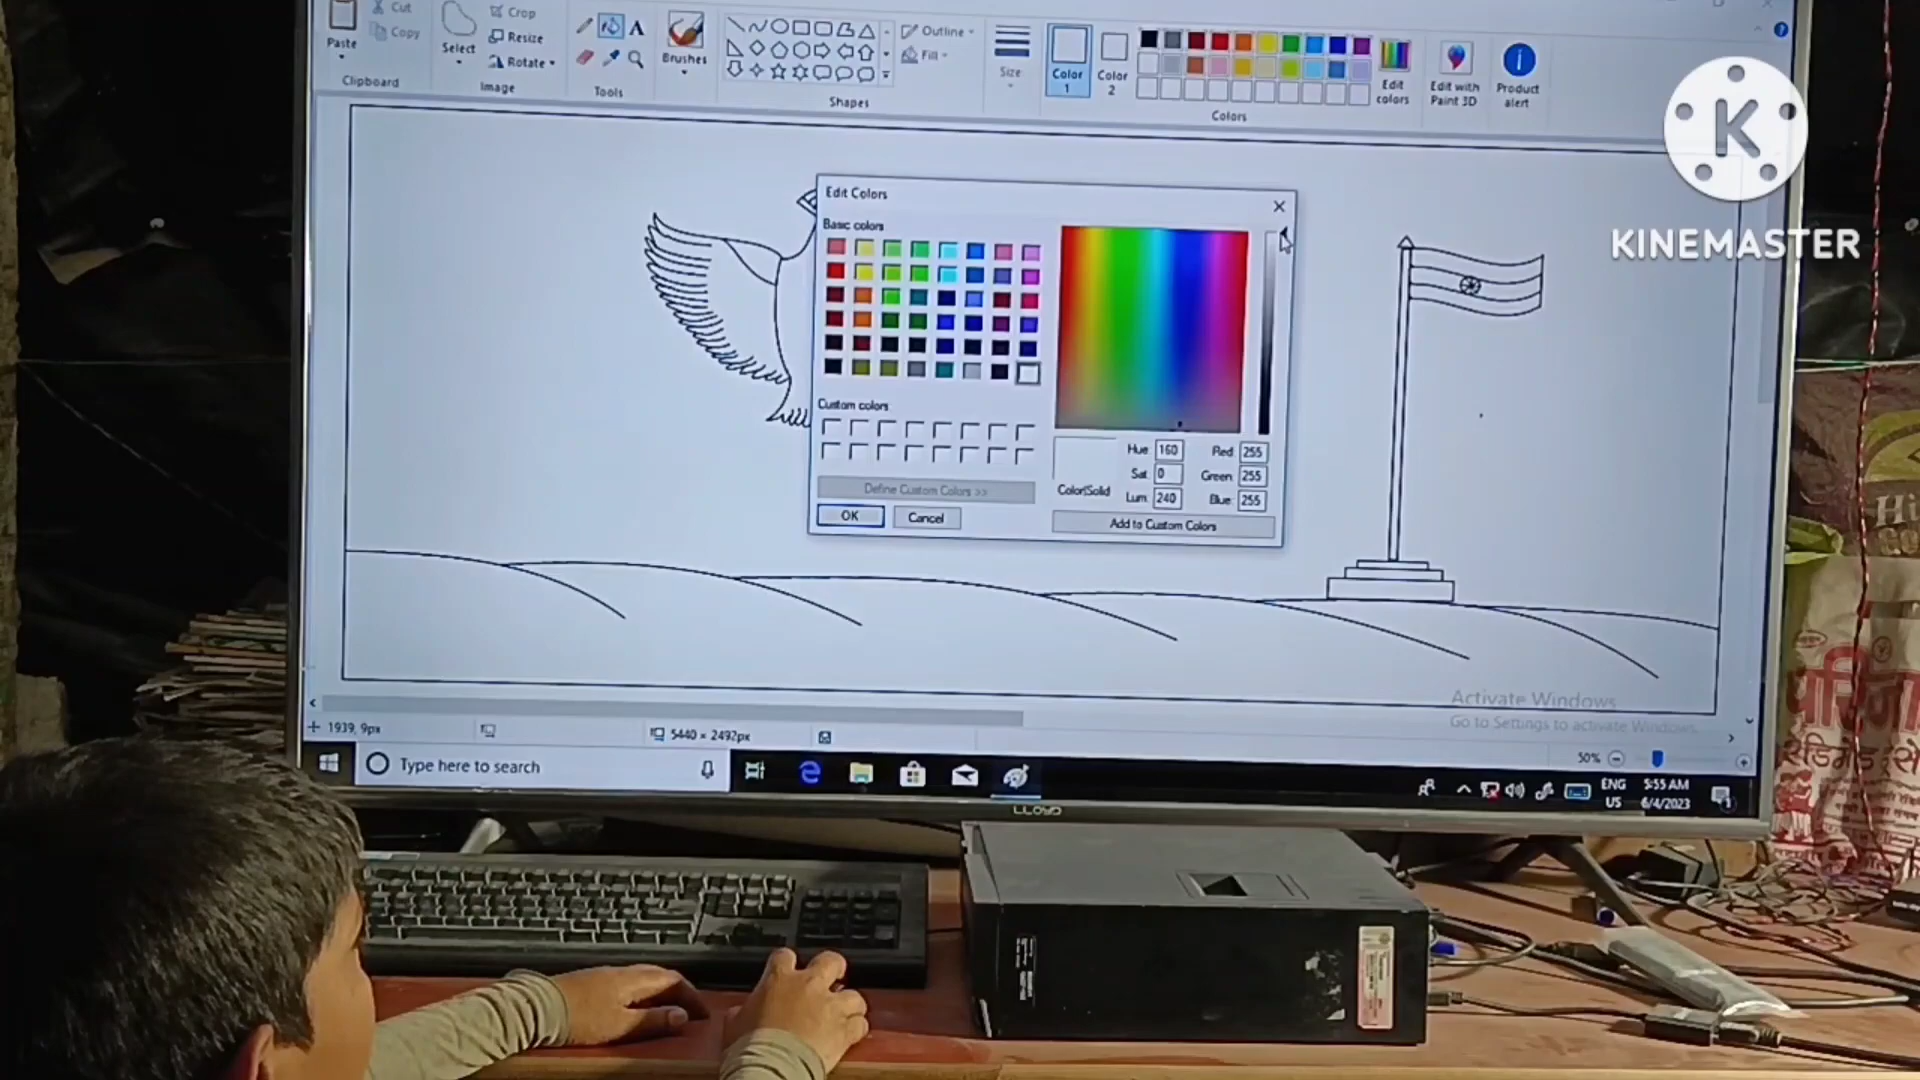 Cut
Copy
Paste
Clipboard
Crop
Resize
Rotate
Select
Image
A
Tools
Brushes
Shapes
Outline
Fill
Size
Color
1
Color
2
Edit
colors
Edit with
Paint 3D
Product
alert
Colors
K
KINEMASTER
Edit Colors
Basic colors
Custom colors
Define Custom Colors >>
OK
Cancel
Color|Solid
Hue 160
Sat 0
Lum 240
Red 255
Green 255
Blue: 255
Add to Custom Colors
Activate Windows
Go to Settings to activate Windows.
1939, 9px
5440 × 2492px
50%
Type here to search
ENG
US
5:55 AM
6/4/2023
LLOYD
Hi